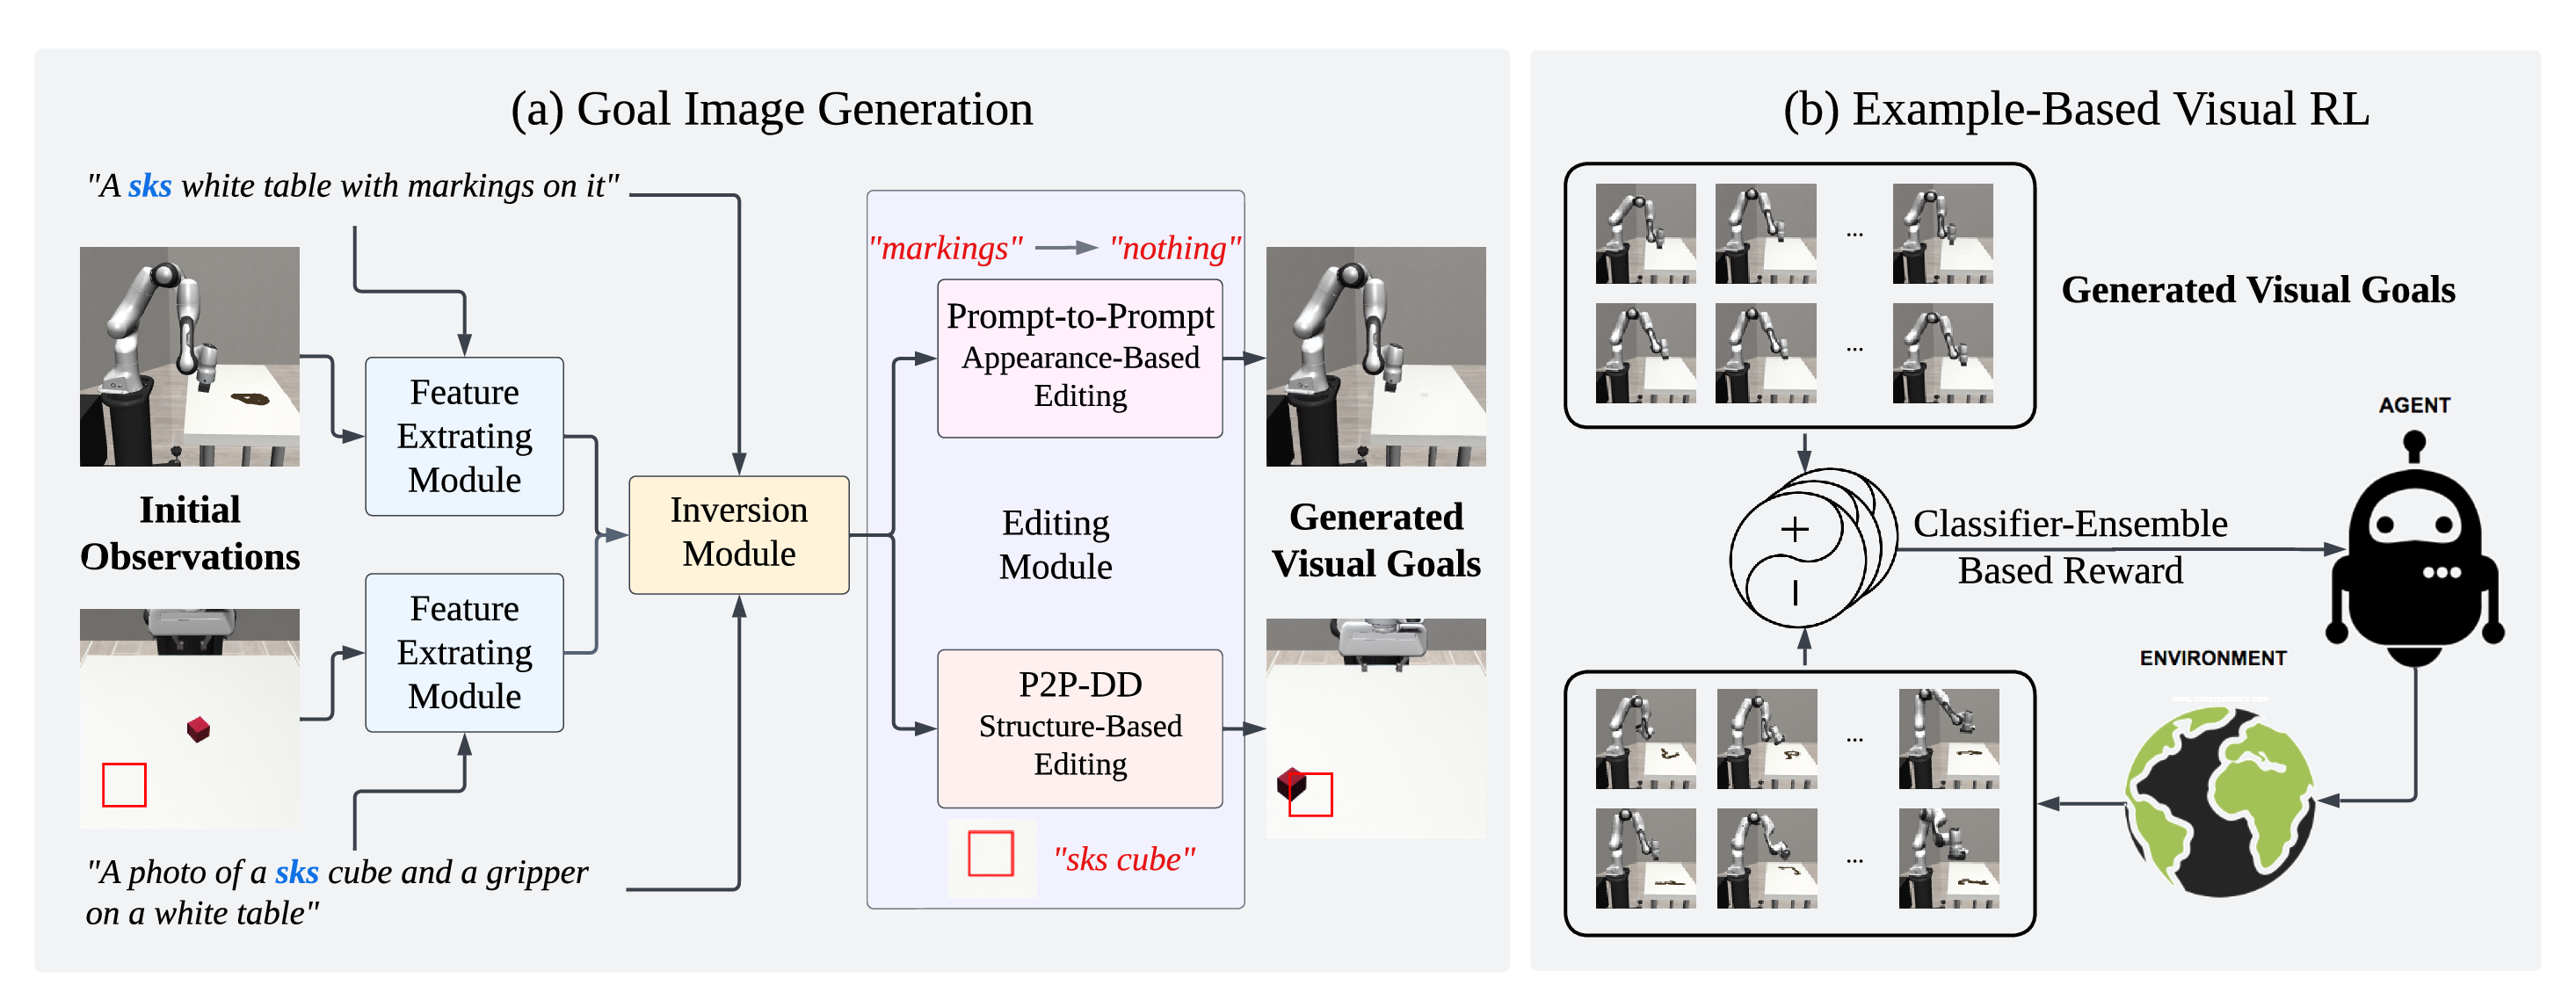 (a) Goal Image Generation
"A sks white table with markings on it"
Initial
Observations
"A photo of a sks cube and a gripper
on a white table"
Feature
Extrating
Module
Feature
Extrating
Module
Inversion
Module
"markings"
"nothing"
Prompt-to-Prompt
Appearance-Based
Editing
Editing
Module
P2P-DD
Structure-Based
Editing
"sks cube"
Generated
Visual Goals
(b) Example-Based Visual RL
...
...
Generated Visual Goals
+
−
Classifier-Ensemble
Based Reward
AGENT
ENVIRONMENT
...
...